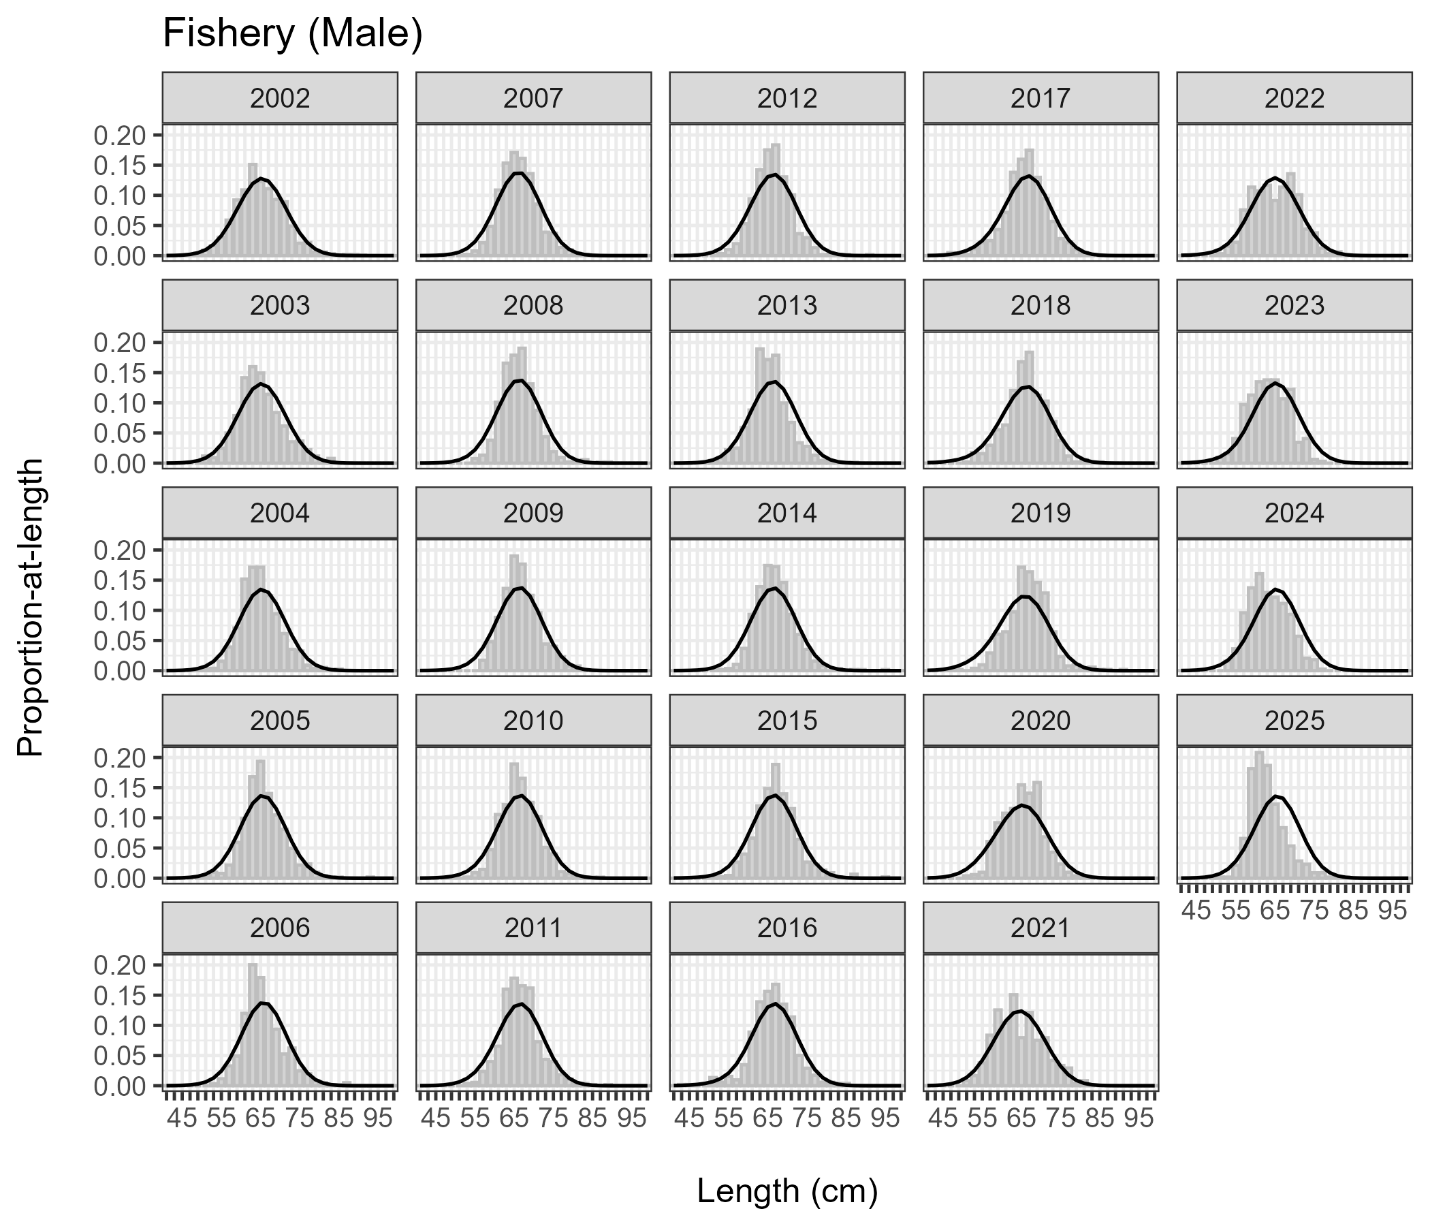 Fishery (Male)
2002 2007 2012 2017 2022
0.20
0.15
0.10
0.05
0.00
2003 2008 2013 2018 2023
0.20
0.15
0.10
0.05
0.00
2004 2009 2014 2019 2024
0.20
0.15
0.10
0.05
0.00
2005 2010 2015 2020 2025
0.20
0.15
0.10
0.05
0.00
45 55 65 75 85 95
2006 2011 2016 2021
0.20
0.15
0.10
0.05
0.00
45 55 65 75 85 95 45 55 65 75 85 95 45 55 65 75 85 95 45 55 65 75 85 95
Proportion-at-length
Length (cm)